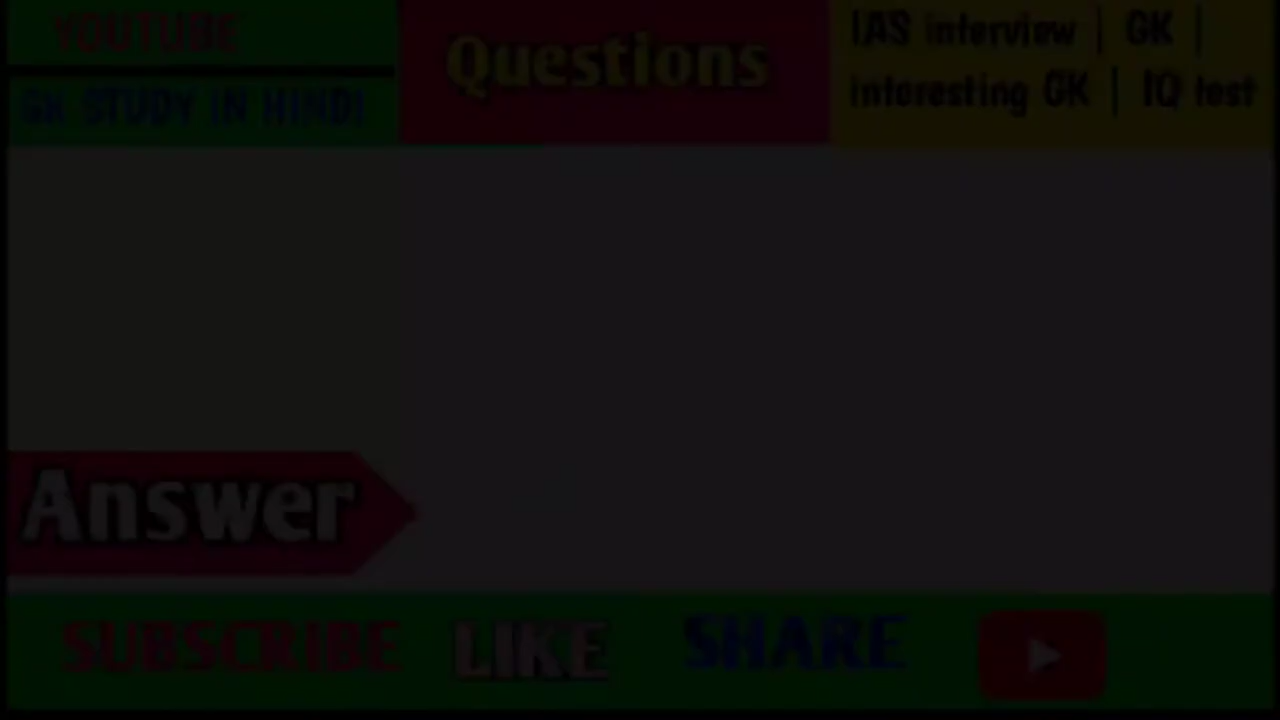 YOUTUBE
GK STUDY IN HINDI
Questions
IAS interview | GK |
interesting GK | IQ test
Answer
SUBSCRIBE LIKE SHARE